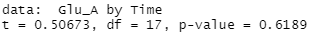 data:  Glu_A by Time
t = 0.50673, df = 17, p-value = 0.6189